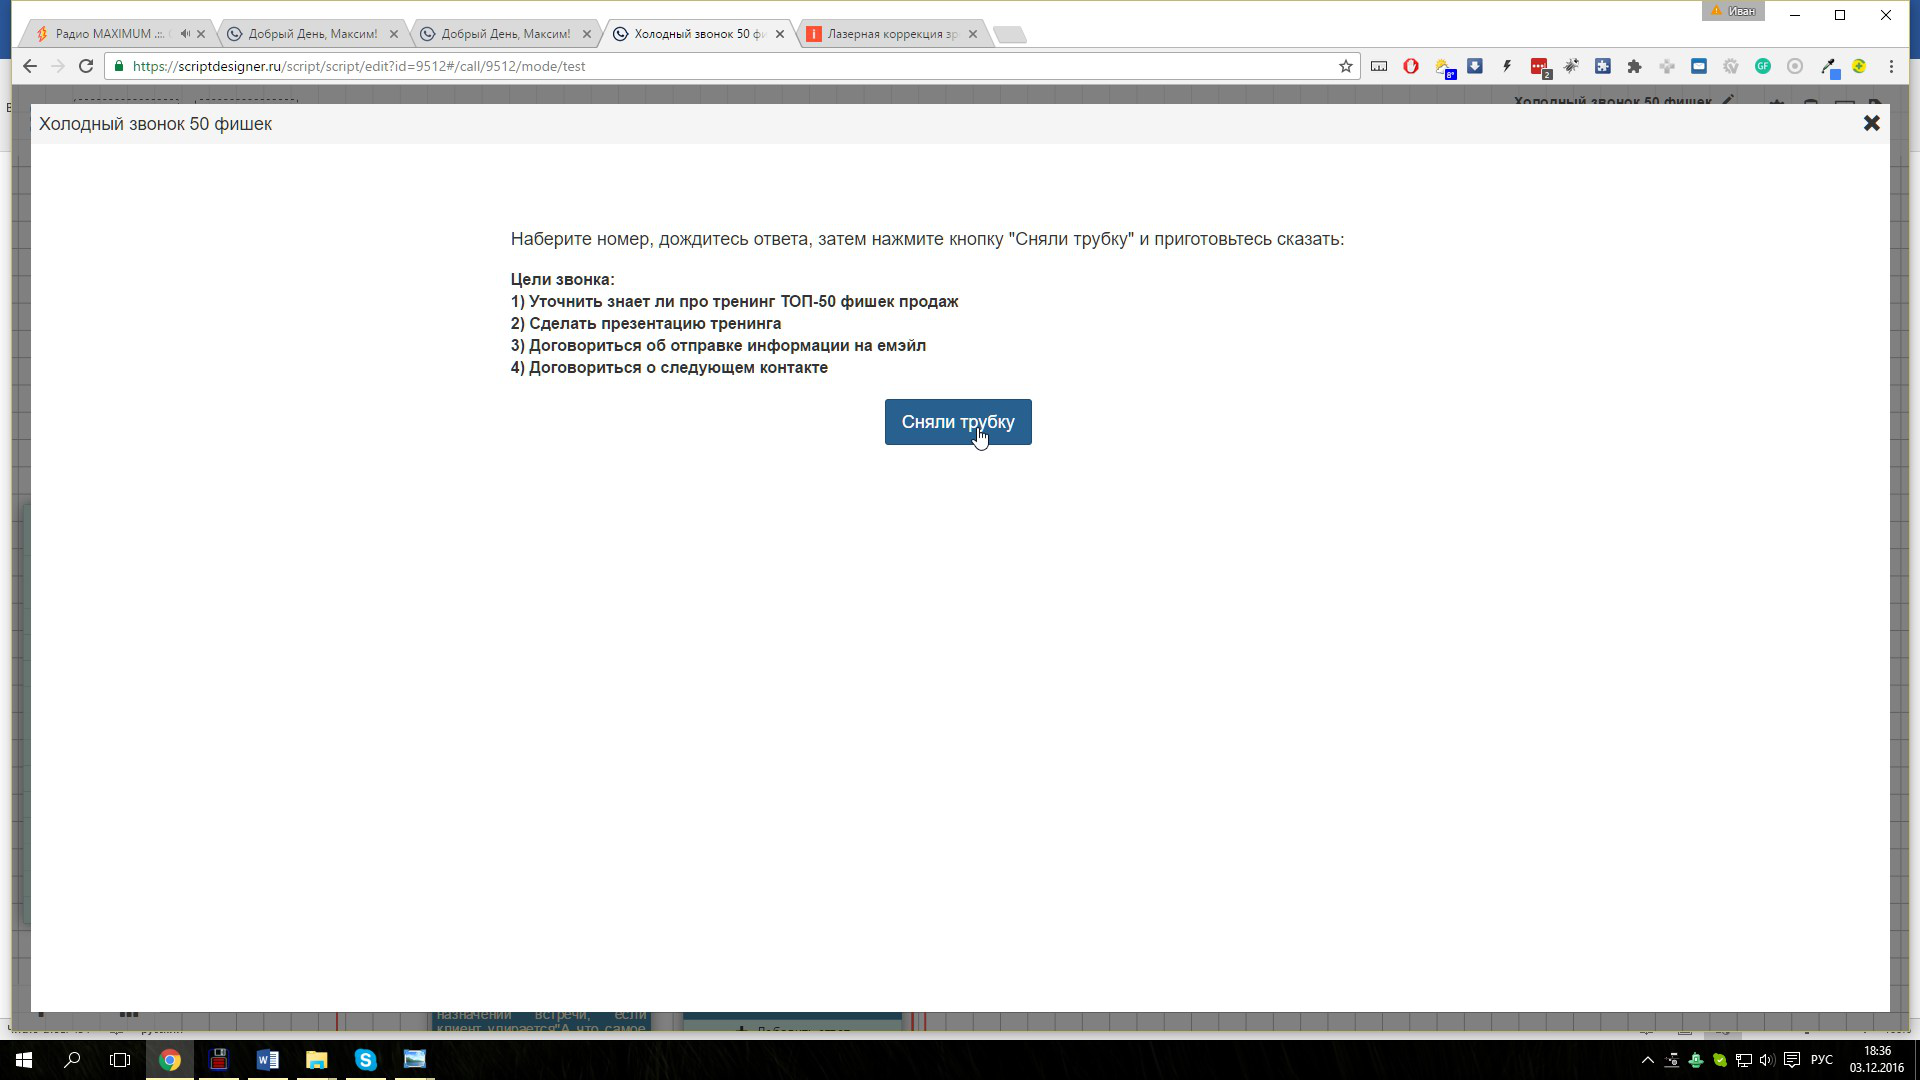 Иван
Радио MAXIMUM .::.
Добрый День, Максим!
Добрый День, Максим!
Холодный звонок 50 фи
Лазерная коррекция зр
https://scriptdesigner.ru/script/script/edit?id=9512#/call/9512/mode/test
Холодный звонок 50 фишек
Холодный звонок 50 фишек
Наберите номер, дождитесь ответа, затем нажмите кнопку "Сняли трубку" и приготовьтесь сказать:
Цели звонка:
1) Уточнить знает ли про тренинг ТОП-50 фишек продаж
2) Сделать презентацию тренинга
3) Договориться об отправке информации на емэйл
4) Договориться о следующем контакте
Сняли трубку
назначении встречи, если
клиент упирается"А что самое
Добавить ответ
РУС
18:36
03.12.2016